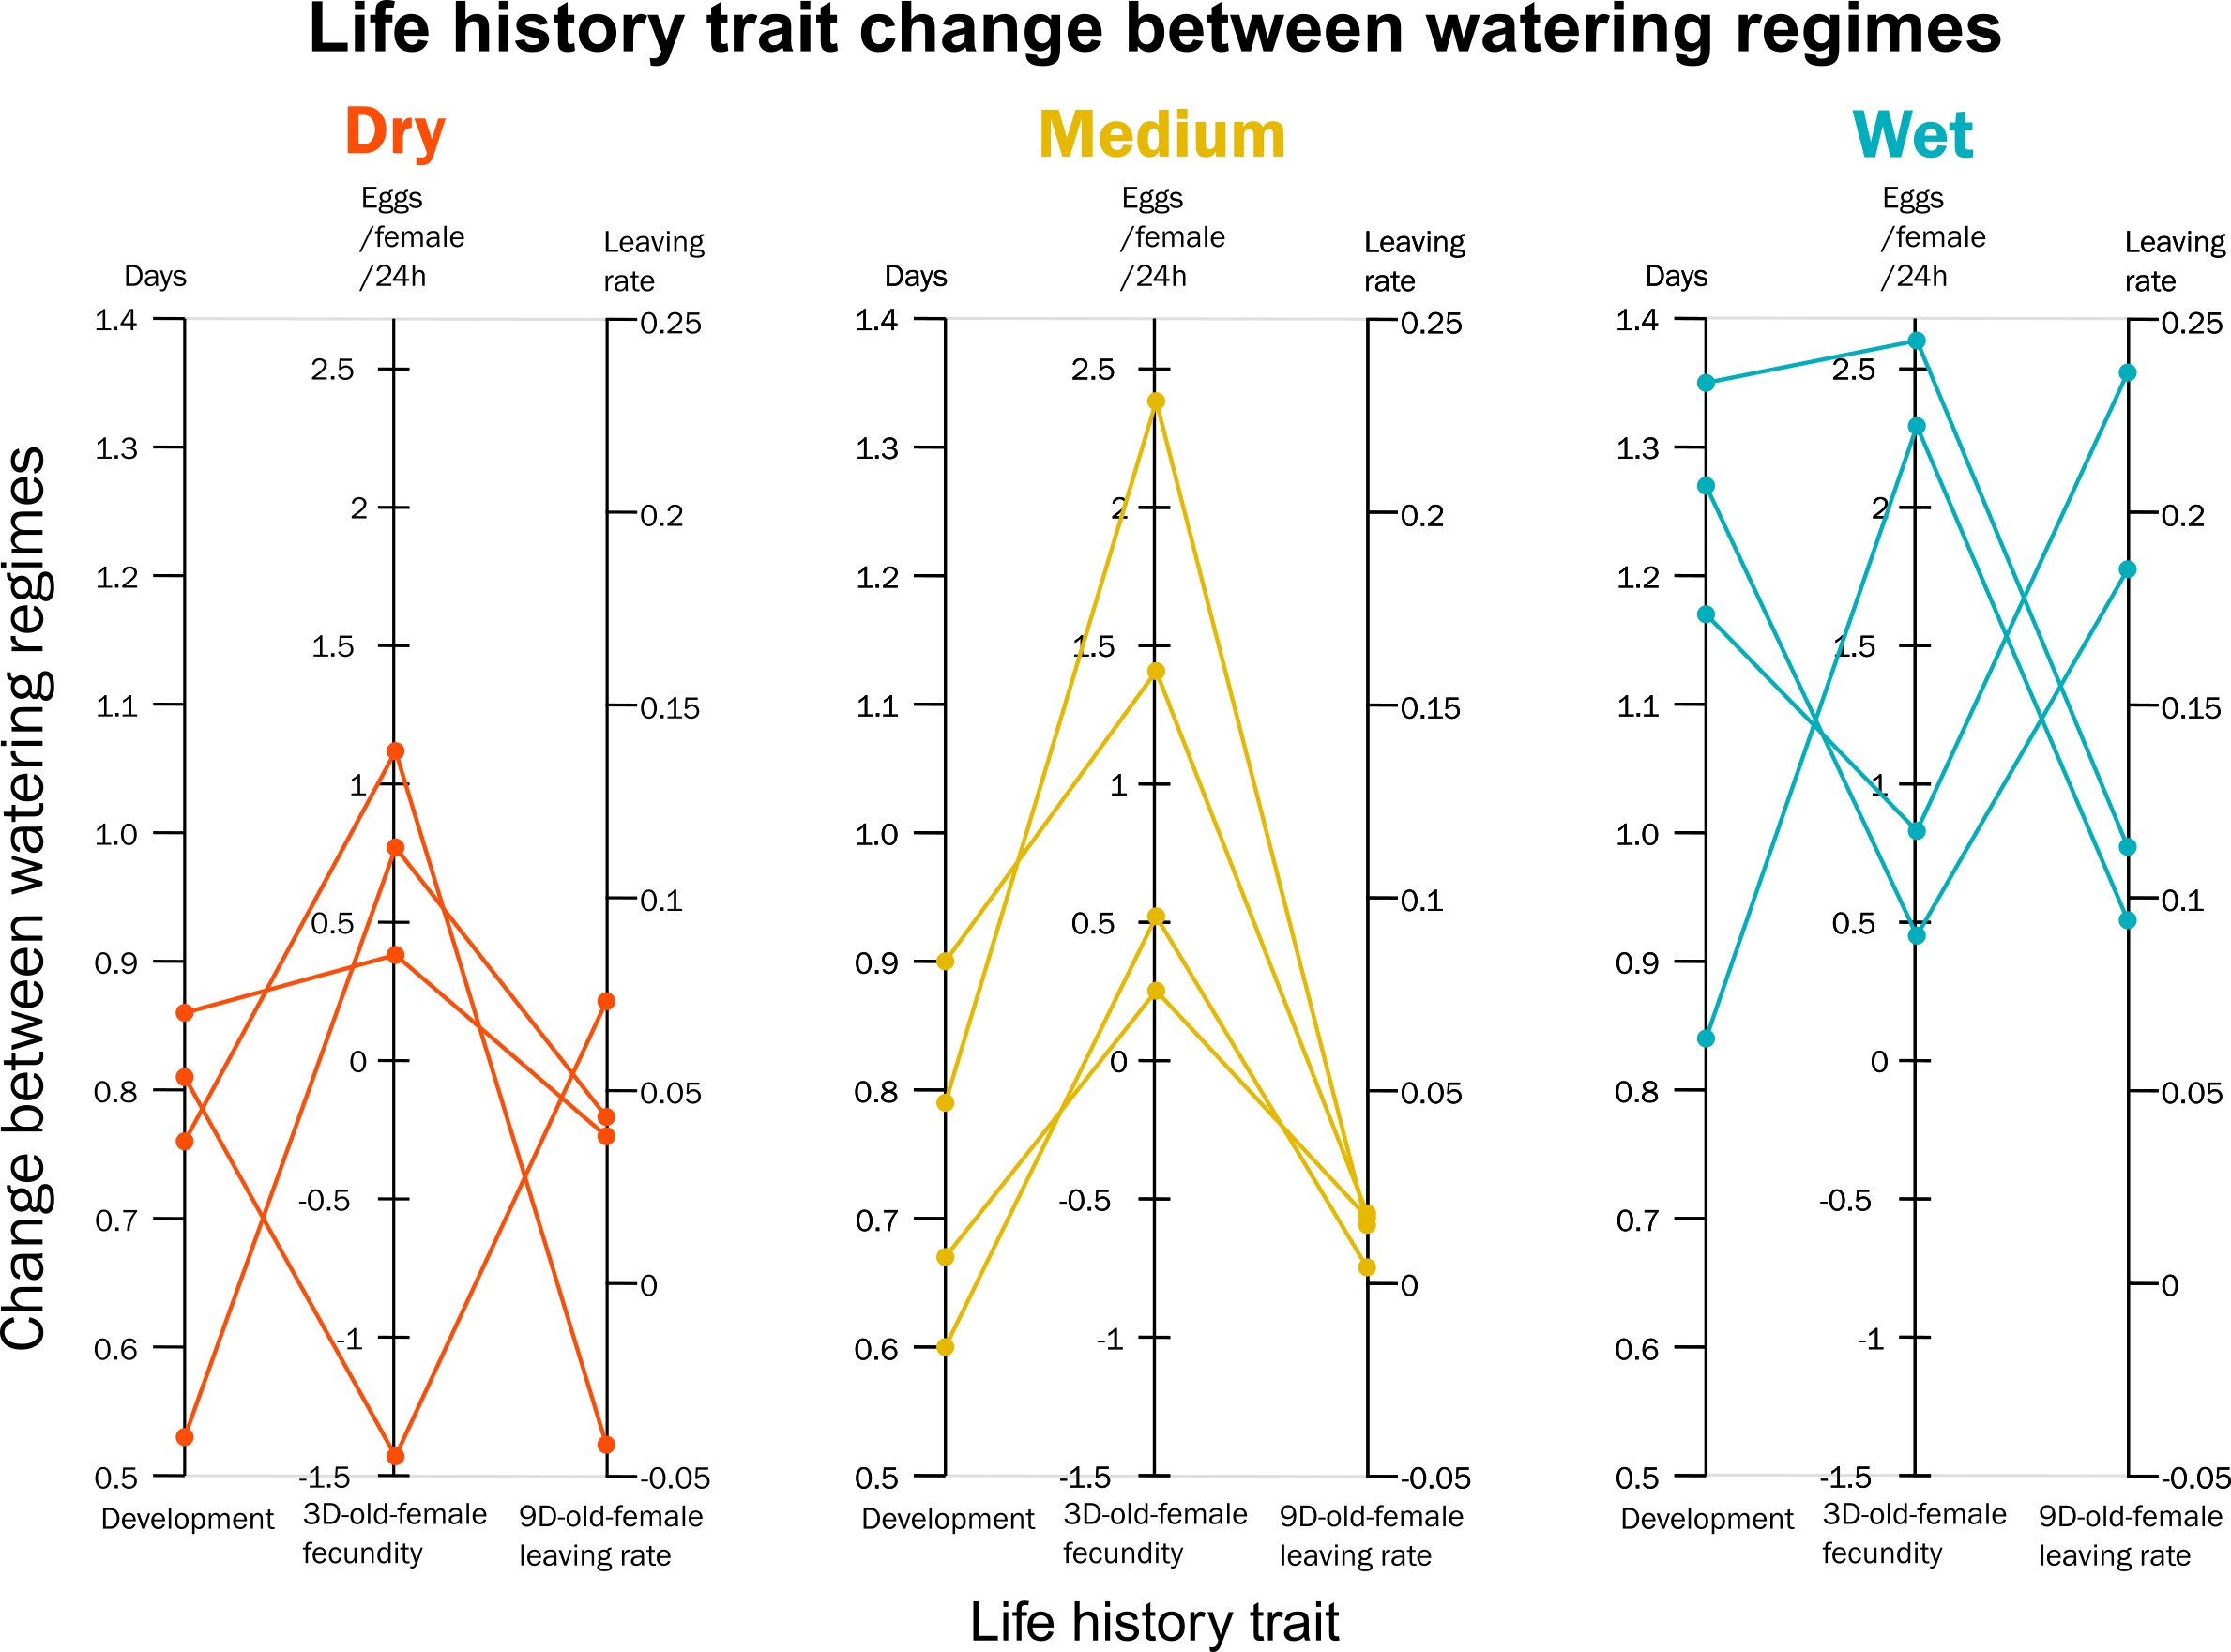 Life history trait change between watering regimes
Dry
Medium
Wet
Eggs
/female
/24h
Days
Leaving
rate
Eggs
/female
/24h
Days
Leaving
rate
Eggs
/female
/24h
Days
Leaving
rate
Change between watering regimes
1.4
1.3
1.2
1.1
1.0
0.9
0.8
0.7
0.6
0.5
2.5
2
1.5
1
0.5
0
-0.5
-1
-1.5
0.25
0.2
0.15
0.1
0.05
0
-0.05
1.4
1.3
1.2
1.1
1.0
0.9
0.8
0.7
0.6
0.5
2.5
2
1.5
1
0.5
0
-0.5
-1
-1.5
0.25
0.2
0.15
0.1
0.05
0
-0.05
1.4
1.3
1.2
1.1
1.0
0.9
0.8
0.7
0.6
0.5
2.5
2
1.5
1
0.5
0
-0.5
-1
-1.5
0.25
0.2
0.15
0.1
0.05
0
-0.05
Development
3D-old-female
fecundity
9D-old-female
leaving rate
Development
3D-old-female
fecundity
9D-old-female
leaving rate
Development
3D-old-female
fecundity
9D-old-female
leaving rate
Life history trait